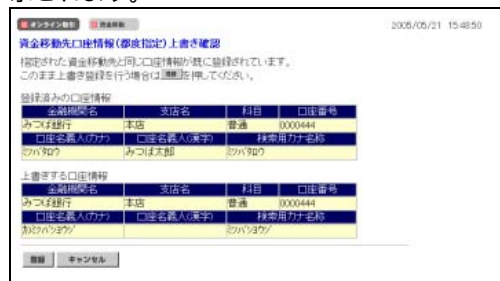 オンライン取引 資金移動
2005/05/21 15:48:50
資金移動先口座情報(都度指定)上書き確認
指定された資金移動先と同じ口座情報が既に登録されています。
このまま上書き登録を行う場合は 登録 を押してください。
登録済みの口座情報
金融機関名 支店名 科目 口座番号
みつば銀行 本店 普通 0000444
口座名義人(カナ) 口座名義人(漢字) 検索用カナ名称
ミツバタロウ みつば太郎 ミツバタロウ
上書きする口座情報
金融機関名 支店名 科目 口座番号
みつば銀行 本店 普通 0000444
口座名義人(カナ) 口座名義人(漢字) 検索用カナ名称
カ)ミツバシヨウジ ミツバシヨウジ
登録 キャンセル